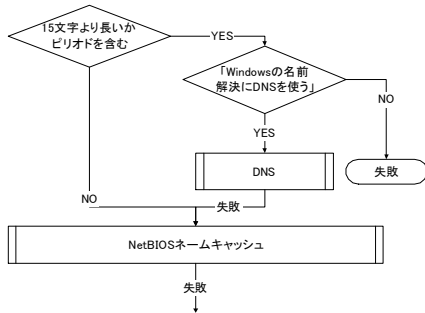 15文字より長いか
ピリオドを含む
YES
「Windowsの名前
解決にDNSを使う」
NO
YES
DNS
失敗
NO
失敗
NetBIOSネームキャッシュ
失敗